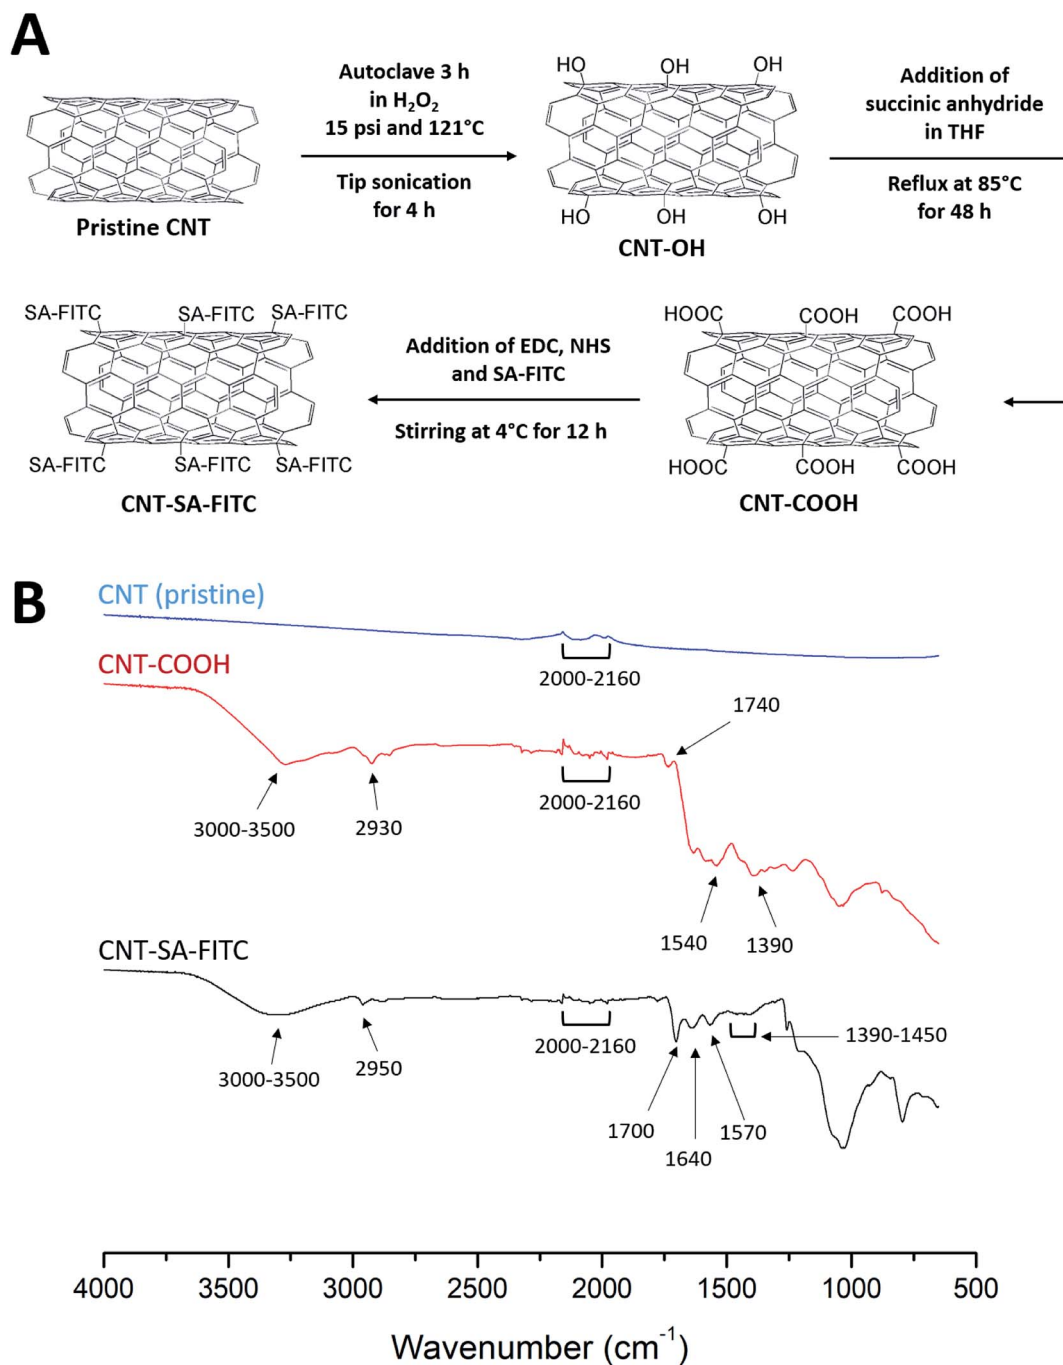 A
Autoclave 3 h
in H₂O₂
15 psi and 121°C
Tip sonication
for 4 h
Pristine CNT
HO
OH
OH
HO
OH
OH
CNT-OH
Addition of
succinic anhydride
in THF
Reflux at 85°C
for 48 h
SA-FITC
SA-FITC
SA-FITC
SA-FITC
SA-FITC
SA-FITC
CNT-SA-FITC
Addition of EDC, NHS
and SA-FITC
Stirring at 4°C for 12 h
HOOC
COOH
COOH
HOOC
COOH
COOH
CNT-COOH
B
CNT (pristine)
2000-2160
CNT-COOH
1740
3000-3500
2930
2000-2160
1540
1390
CNT-SA-FITC
3000-3500
2950
2000-2160
1390-1450
1700
1640
1570
4000 3500 3000 2500 2000 1500 1000 500
Wavenumber (cm⁻¹)